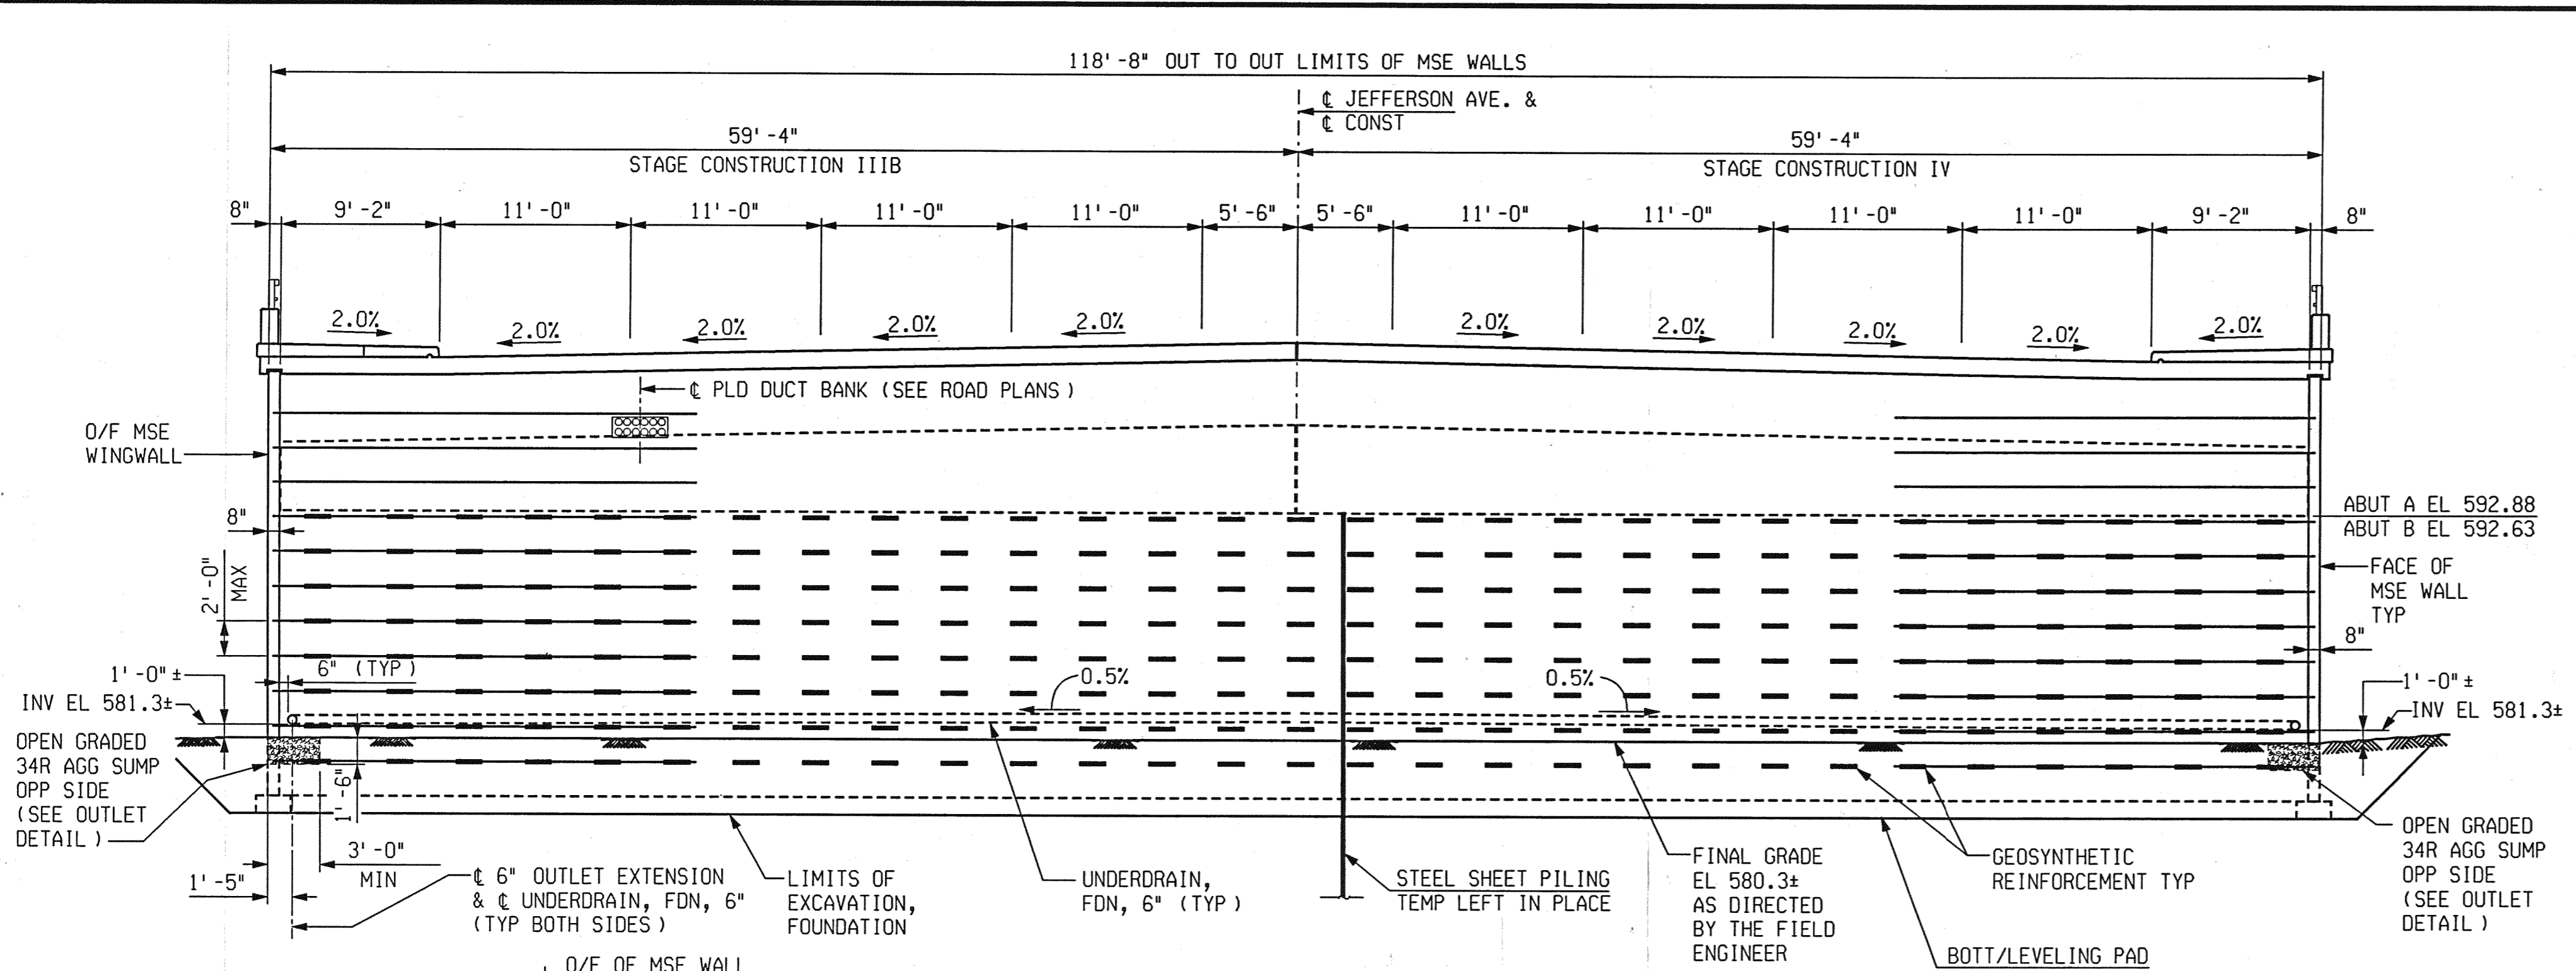 118'-8" OUT TO OUT LIMITS OF MSE WALLS
℄ JEFFERSON AVE. &
℄ CONST
59'-4"
STAGE CONSTRUCTION IIIB
59'-4"
STAGE CONSTRUCTION IV
8" 9'-2" 11'-0" 11'-0" 11'-0" 11'-0" 5'-6" 5'-6" 11'-0" 11'-0" 11'-0" 11'-0" 9'-2" 8"
2.0% 2.0% 2.0% 2.0% 2.0% 2.0% 2.0% 2.0% 2.0% 2.0%
℄ PLD DUCT BANK (SEE ROAD PLANS)
O/F MSE
WINGWALL
8"
2'-0"
MAX
ABUT A EL 592.88
ABUT B EL 592.63
FACE OF
MSE WALL
TYP
8"
1'-0"±
6" (TYP)
INV EL 581.3±
0.5%
0.5%
1'-0"±
INV EL 581.3±
OPEN GRADED
34R AGG SUMP
OPP SIDE
(SEE OUTLET
DETAIL)
1'-6"
3'-0"
MIN
1'-5"
℄ 6" OUTLET EXTENSION
& ℄ UNDERDRAIN, FDN, 6"
(TYP BOTH SIDES)
LIMITS OF
EXCAVATION,
FOUNDATION
UNDERDRAIN,
FDN, 6" (TYP)
STEEL SHEET PILING
TEMP LEFT IN PLACE
FINAL GRADE
EL 580.3±
AS DIRECTED
BY THE FIELD
ENGINEER
GEOSYNTHETIC
REINFORCEMENT TYP
BOTT/LEVELING PAD
OPEN GRADED
34R AGG SUMP
OPP SIDE
(SEE OUTLET
DETAIL)
O/F OF MSE WALL